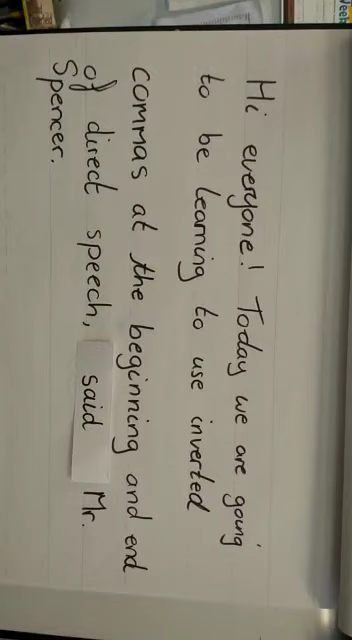 Hi everyone! Today we are going
to be learning to use inverted
commas at the beginning and end
of direct speech, said Mr.
Spencer.